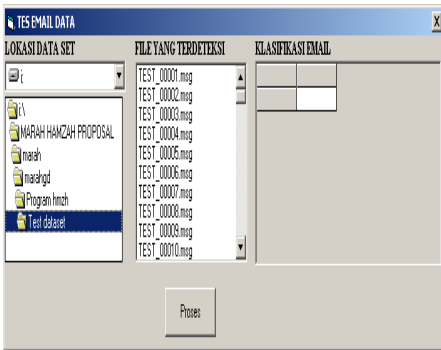 TES EMAIL DATA
LOKASI DATA SET
FILE YANG TERDETEKSI
KLASIFIKASI EMAIL
i:
i:\
MARAH HAMZAH PROPOSAL
marah
marahgd
Program hmzh
Test dataset
TEST_00001.msg
TEST_00002.msg
TEST_00003.msg
TEST_00004.msg
TEST_00005.msg
TEST_00006.msg
TEST_00007.msg
TEST_00008.msg
TEST_00009.msg
TEST_00010.msg
Proses